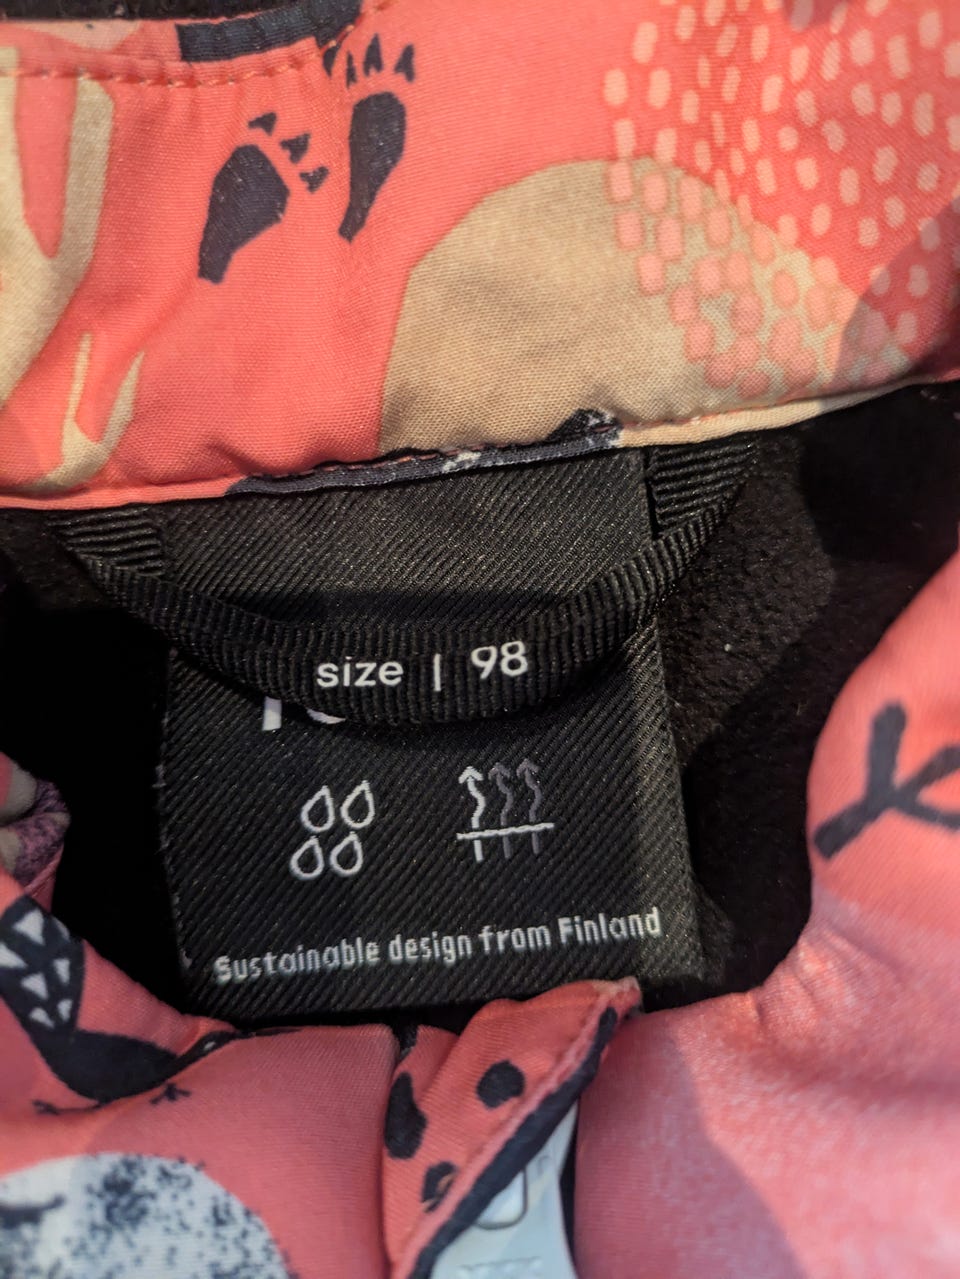 size | 98
Sustainable design from Finland